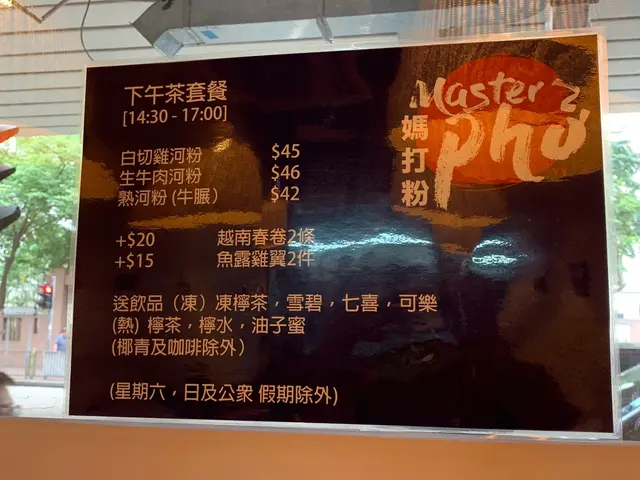 下午茶套餐
[14:30 - 17:00]
白切雞河粉 $45
生牛肉河粉 $46
熟河粉 (牛腒) $42
+$20 越南春卷2條
+$15 魚露雞翼2件
送飲品（凍）凍檸茶，雪碧，七喜，可樂
(熱) 檸茶，檸水，油子蜜
(椰青及咖啡除外)
(星期六，日及公衆 假期除外)
Master z
pho
媽打粉